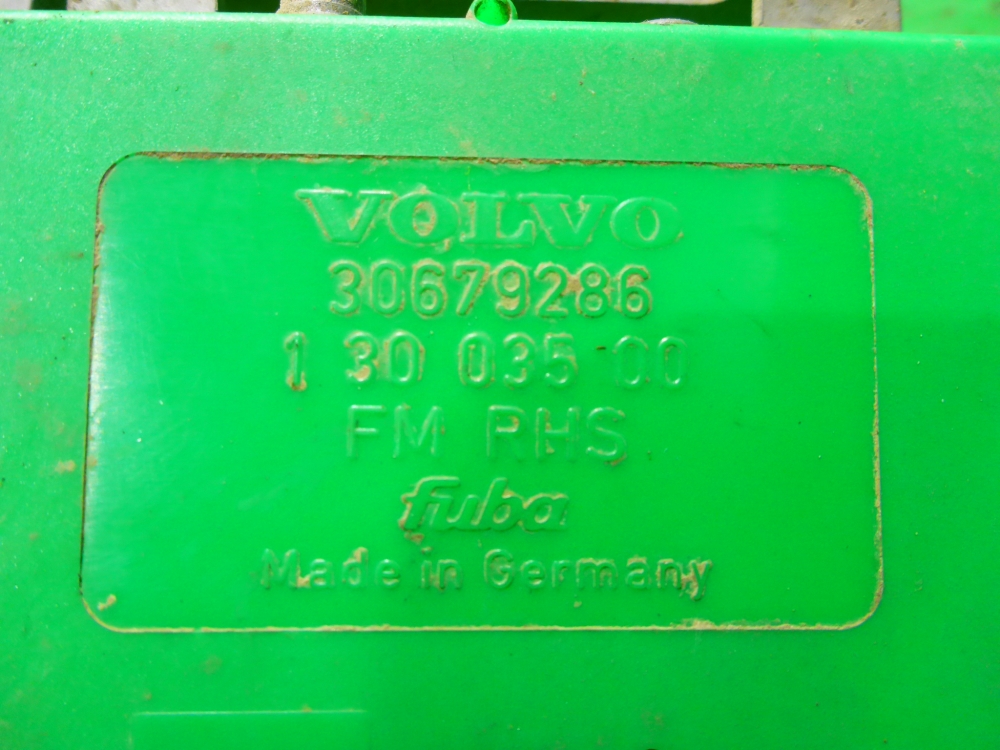 VOLVO
30679286
1 30 035 00
FM RHS
fuba
Made in Germany